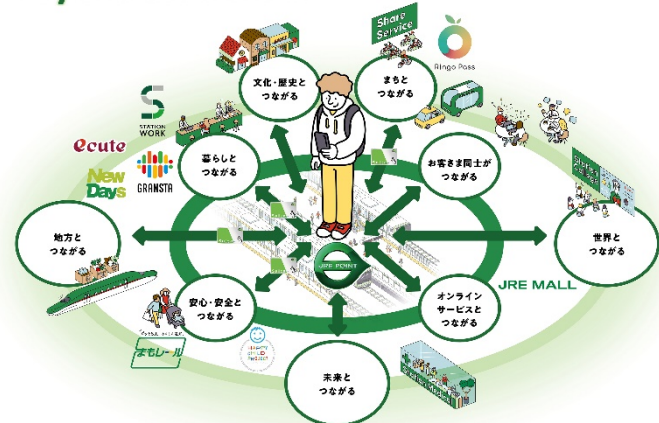 Share
Service
Ringo Pass
文化・歴史と
つながる
まちと
つながる
STATION
WORK
ecute
New
Days
GRANSTA
暮らしと
つながる
お客さま同士が
つながる
地方と
つながる
世界と
つながる
JRE POINT
JRE MALL
安心・安全と
つながる
オンライン
サービスと
つながる
まもレール
未来と
つながる